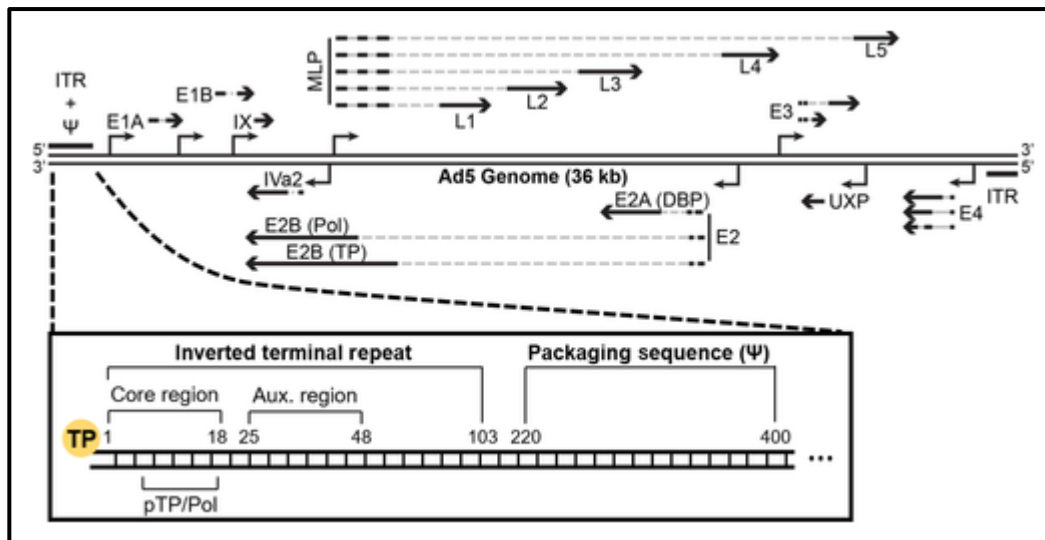 ITR
+
Ψ
E1A
E1B
IX
MLP
L1
L2
L3
L4
L5
E3
5'
3'
3'
5'
Ad5 Genome (36 kb)
IVa2
E2A (DBP)
E2B (Pol)
E2B (TP)
E2
UXP
E4
ITR
Inverted terminal repeat
Packaging sequence (Ψ)
Core region
Aux. region
TP
1 18 25 48 103 220 400
...
pTP/Pol